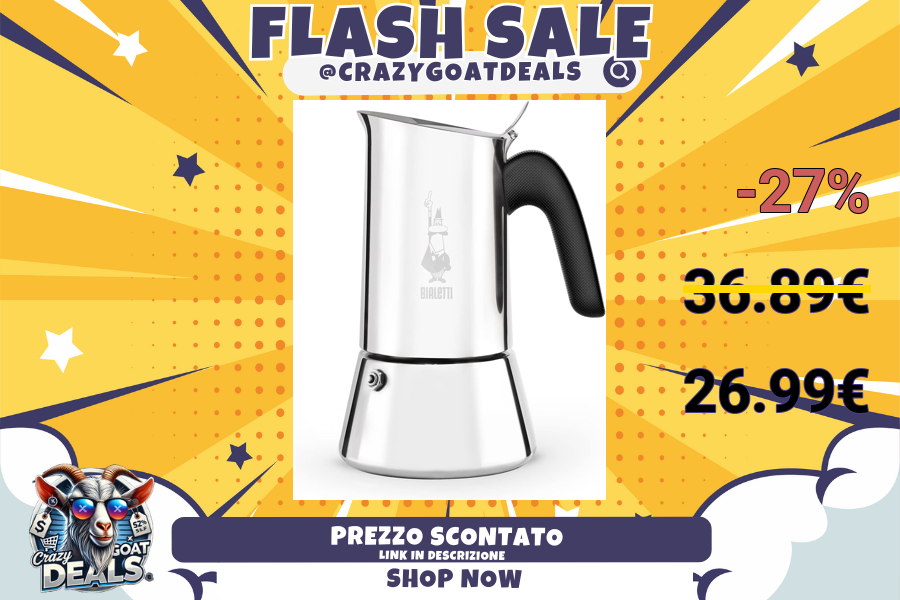 FLASH SALE
@CRAZYGOATDEALS
-27%
36.89€
BIALETTI
26.99€
$
Crazy
GOAT
DEALS
PREZZO SCONTATO
LINK IN DESCRIZIONE
SHOP NOW